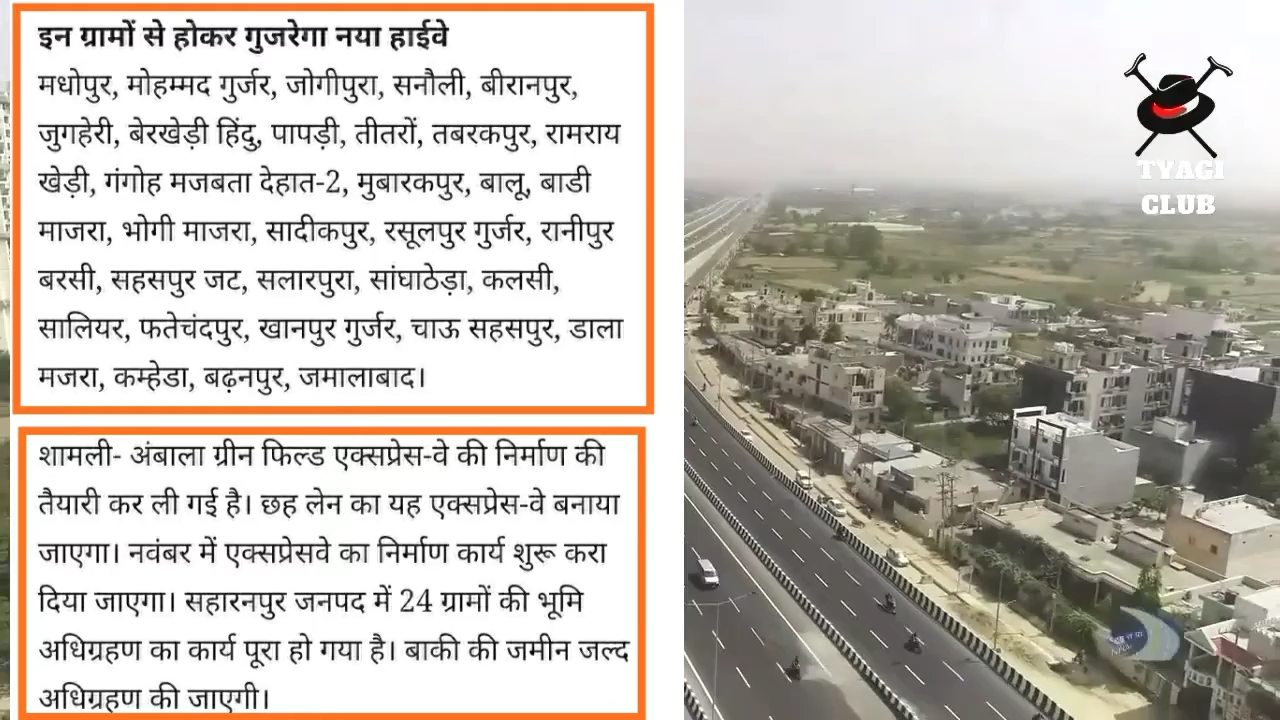 इन ग्रामों से होकर गुजरेगा नया हाईवे
मधोपुर, मोहम्मद गुर्जर, जोगीपुरा, सनौली, बीरानपुर,
जुगहेरी, बेरखेड़ी हिंदु, पापड़ी, तीतरों, तबरकपुर, रामराय
खेड़ी, गंगोह मजबता देहात-2, मुबारकपुर, बालू, बाडी
माजरा, भोगी माजरा, सादीकपुर, रसूलपुर गुर्जर, रानीपुर
बरसी, सहसपुर जट, सलारपुरा, सांघाठेड़ा, कलसी,
सालियर, फतेचंदपुर, खानपुर गुर्जर, चाऊ सहसपुर, डाला
मजरा, कम्हेडा, बढ़नपुर, जमालाबाद।
शामली- अंबाला ग्रीन फिल्ड एक्सप्रेस-वे की निर्माण की
तैयारी कर ली गई है। छह लेन का यह एक्सप्रेस-वे बनाया
जाएगा। नवंबर में एक्सप्रेसवे का निर्माण कार्य शुरू करा
दिया जाएगा। सहारनपुर जनपद में 24 ग्रामों की भूमि
अधिग्रहण का कार्य पूरा हो गया है। बाकी की जमीन जल्द
अधिग्रहण की जाएगी।
TYAGI
CLUB
NHAI